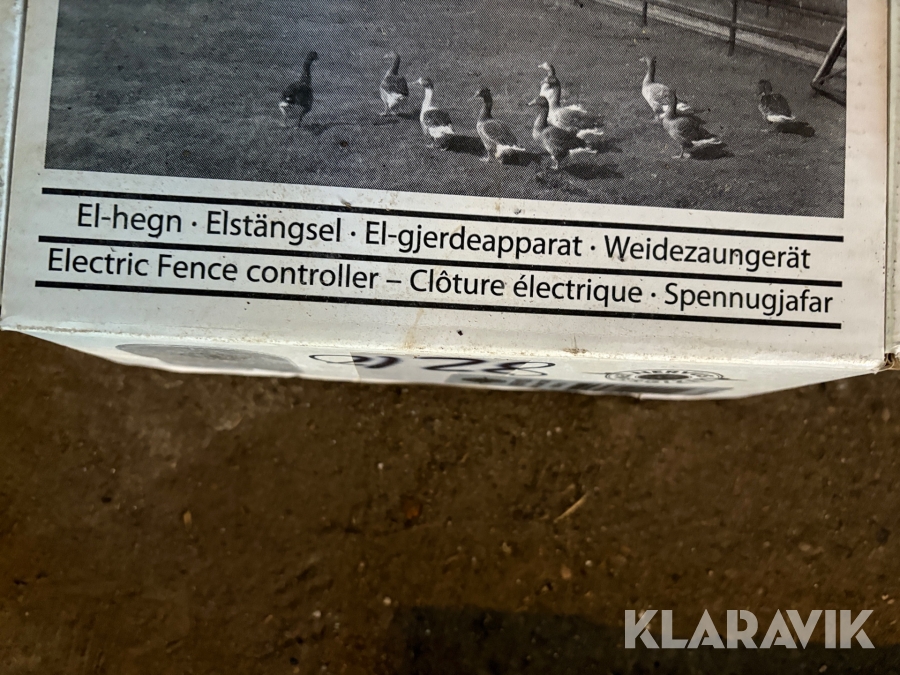 El-hegn · Elstängsel · El-gjerdeapparat · Weidezaungerät
Electric Fence controller – Clôture électrique · Spennugjafar
KLARAVIK